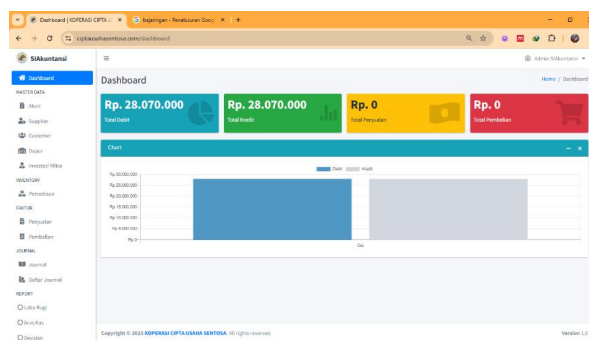 Dashboard | KOPERASI CIPTA U
bajaringan - Penelusuran Goog
ciptausahasentosa.com/dashboard
SIAkuntansi
Admin SIAkuntansi
Dashboard
Home / Dashboard
Dashboard
MASTER DATA
Akun
Supplier
Customer
Investor/ Mitra
INVENTORY
Persediaan
FAKTUR
Penjualan
Pembelian
JOURNAL
Journal
Daftar Journal
REPORT
Laba Rugi
Arus Kas
Deviden
Rp. 28.070.000
Total Debit
Rp. 28.070.000
Total Kredit
Rp. 0
Total Penjualan
Rp. 0
Total Pembelian
Chart
Debit
Kredit
Rp 30.000.000
Rp 25.000.000
Rp 20.000.000
Rp 15.000.000
Rp 10.000.000
Rp 5.000.000
Rp 0
Copyright © 2025 KOPERASI CIPTA USAHA SENTOSA. All rights reserved.
Version 1.0